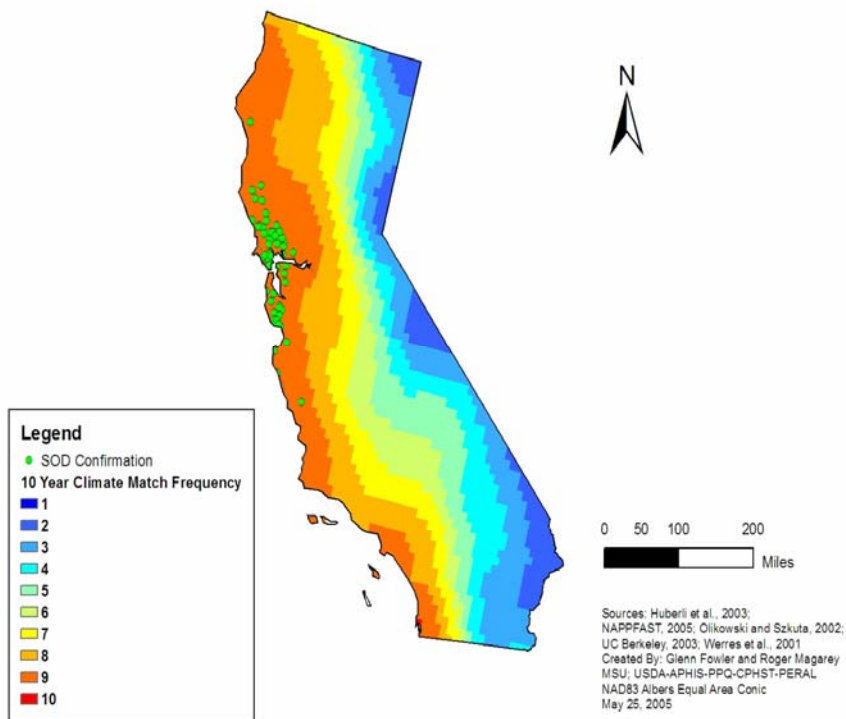 N
Legend
SOD Confirmation
10 Year Climate Match Frequency
1
2
3
4
5
6
7
8
9
10
0 50 100 200
Miles
Sources: Huberli et al., 2003;
NAPPFAST, 2005; Olikowski and Szkuta, 2002;
UC Berkeley, 2003; Werres et al., 2001
Created By: Glenn Fowler and Roger Magarey
MSU; USDA-APHIS-PPQ-CPHST-PERAL
NAD83 Albers Equal Area Conic
May 25, 2005